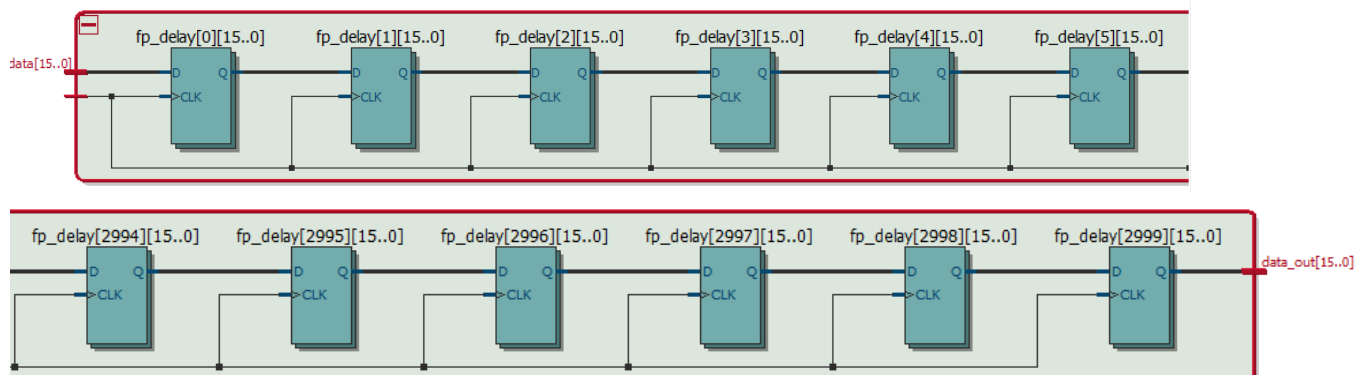 fp_delay[0][15..0] fp_delay[1][15..0] fp_delay[2][15..0] fp_delay[3][15..0] fp_delay[4][15..0] fp_delay[5][15..0]
data[15..0] D Q D Q D Q D Q D Q D Q
CLK CLK CLK CLK CLK CLK
fp_delay[2994][15..0] fp_delay[2995][15..0] fp_delay[2996][15..0] fp_delay[2997][15..0] fp_delay[2998][15..0] fp_delay[2999][15..0]
D Q D Q D Q D Q D Q D Q data_out[15..0]
CLK CLK CLK CLK CLK CLK